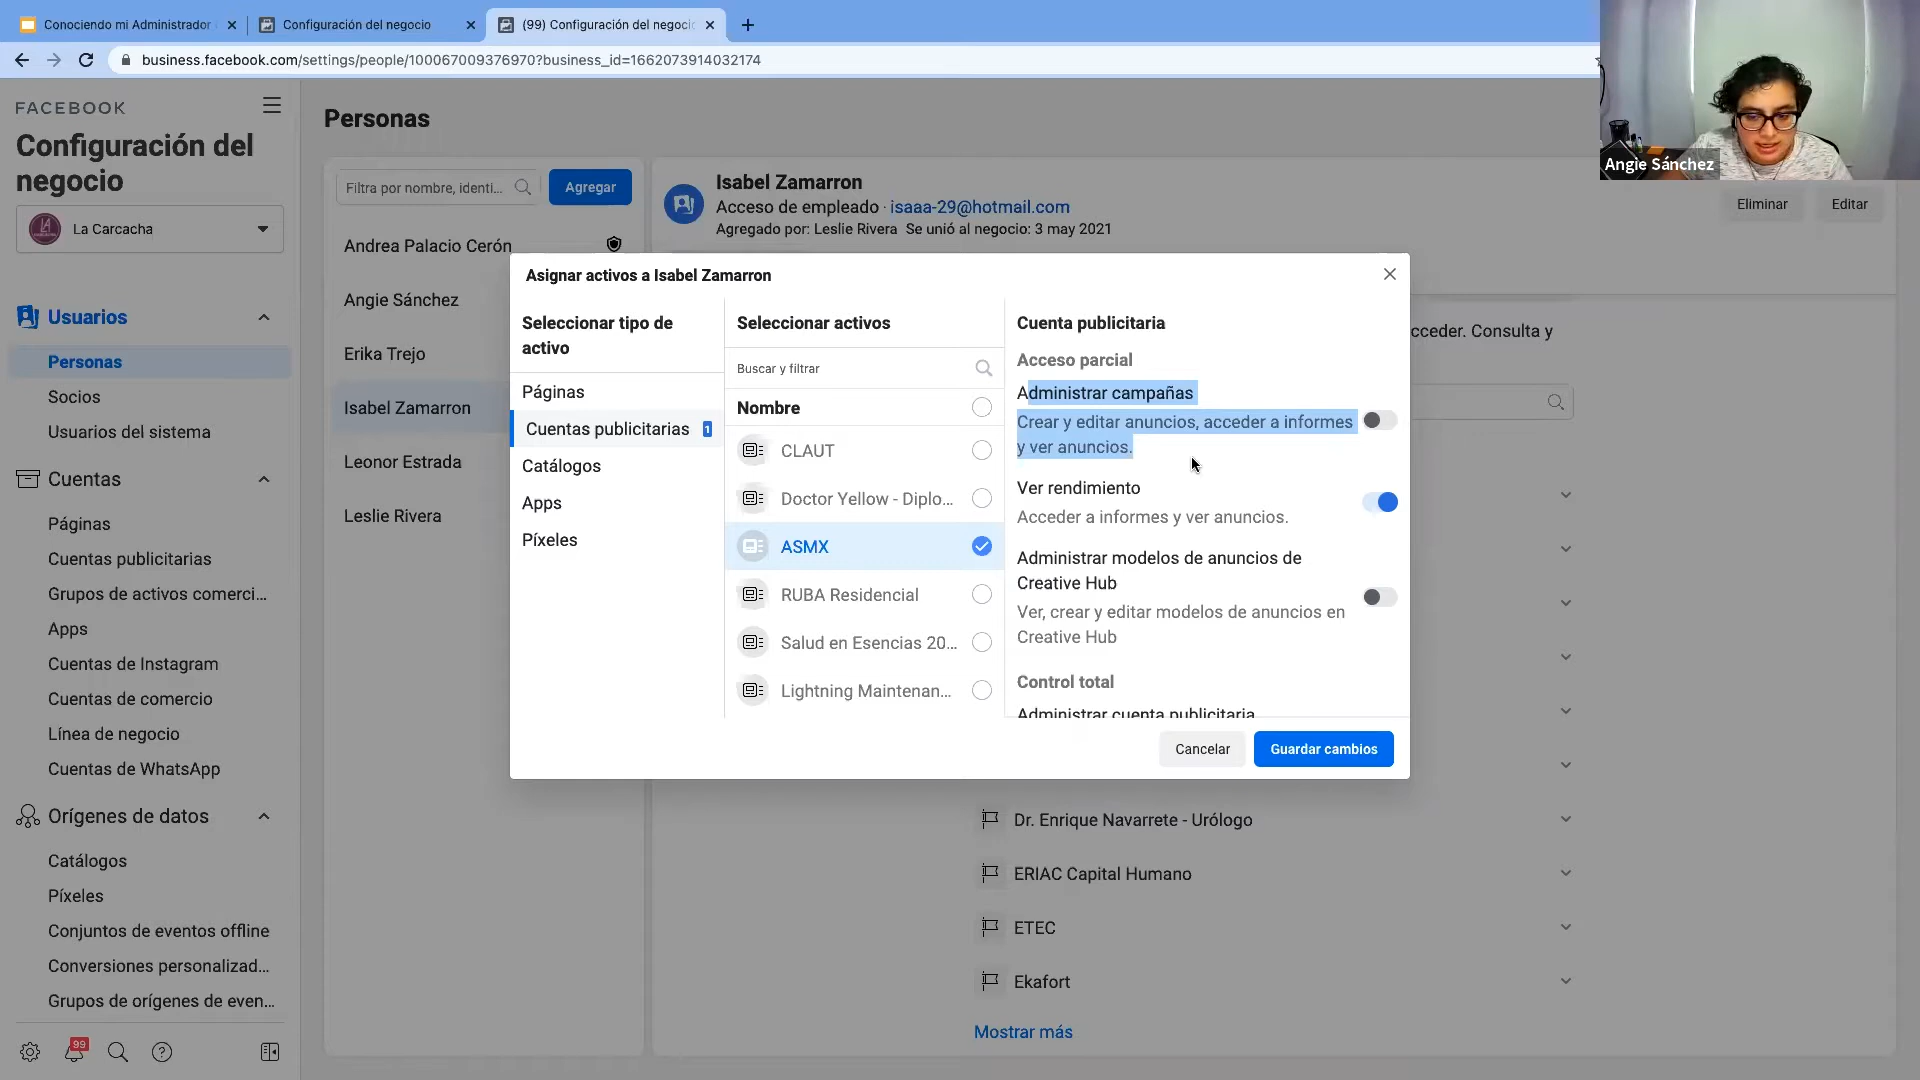 Conociendo mi Administrador
Configuración del negocio
(99) Configuración del negocio
business.facebook.com/settings/people/100067009376970?business_id=1662073914032174
Angie Sánchez
FACEBOOK
Configuración del
negocio
La Carcacha
Usuarios
Personas
Socios
Usuarios del sistema
Cuentas
Páginas
Cuentas publicitarias
Grupos de activos comerci...
Apps
Cuentas de Instagram
Cuentas de comercio
Línea de negocio
Cuentas de WhatsApp
Orígenes de datos
Catálogos
Píxeles
Conjuntos de eventos offline
Conversiones personalizad...
Grupos de orígenes de even...
99
Personas
Filtra por nombre, identi...
Agregar
Andrea Palacio Cerón
Angie Sánchez
Erika Trejo
Isabel Zamarron
Leonor Estrada
Leslie Rivera
Isabel Zamarron
Acceso de empleado · isaaa-29@hotmail.com
Agregado por: Leslie Rivera Se unió al negocio: 3 may 2021
Eliminar
Editar
cceder. Consulta y
Asignar activos a Isabel Zamarron
Seleccionar tipo de
activo
Páginas
Cuentas publicitarias 1
Catálogos
Apps
Píxeles
Seleccionar activos
Buscar y filtrar
Nombre
CLAUT
Doctor Yellow - Diplo...
ASMX
RUBA Residencial
Salud en Esencias 20...
Lightning Maintenan...
Cuenta publicitaria
Acceso parcial
Administrar campañas
Crear y editar anuncios, acceder a informes
y ver anuncios.
Ver rendimiento
Acceder a informes y ver anuncios.
Administrar modelos de anuncios de
Creative Hub
Ver, crear y editar modelos de anuncios en
Creative Hub
Control total
Administrar cuenta publicitaria
Cancelar
Guardar cambios
Dr. Enrique Navarrete - Urólogo
ERIAC Capital Humano
ETEC
Ekafort
Mostrar más